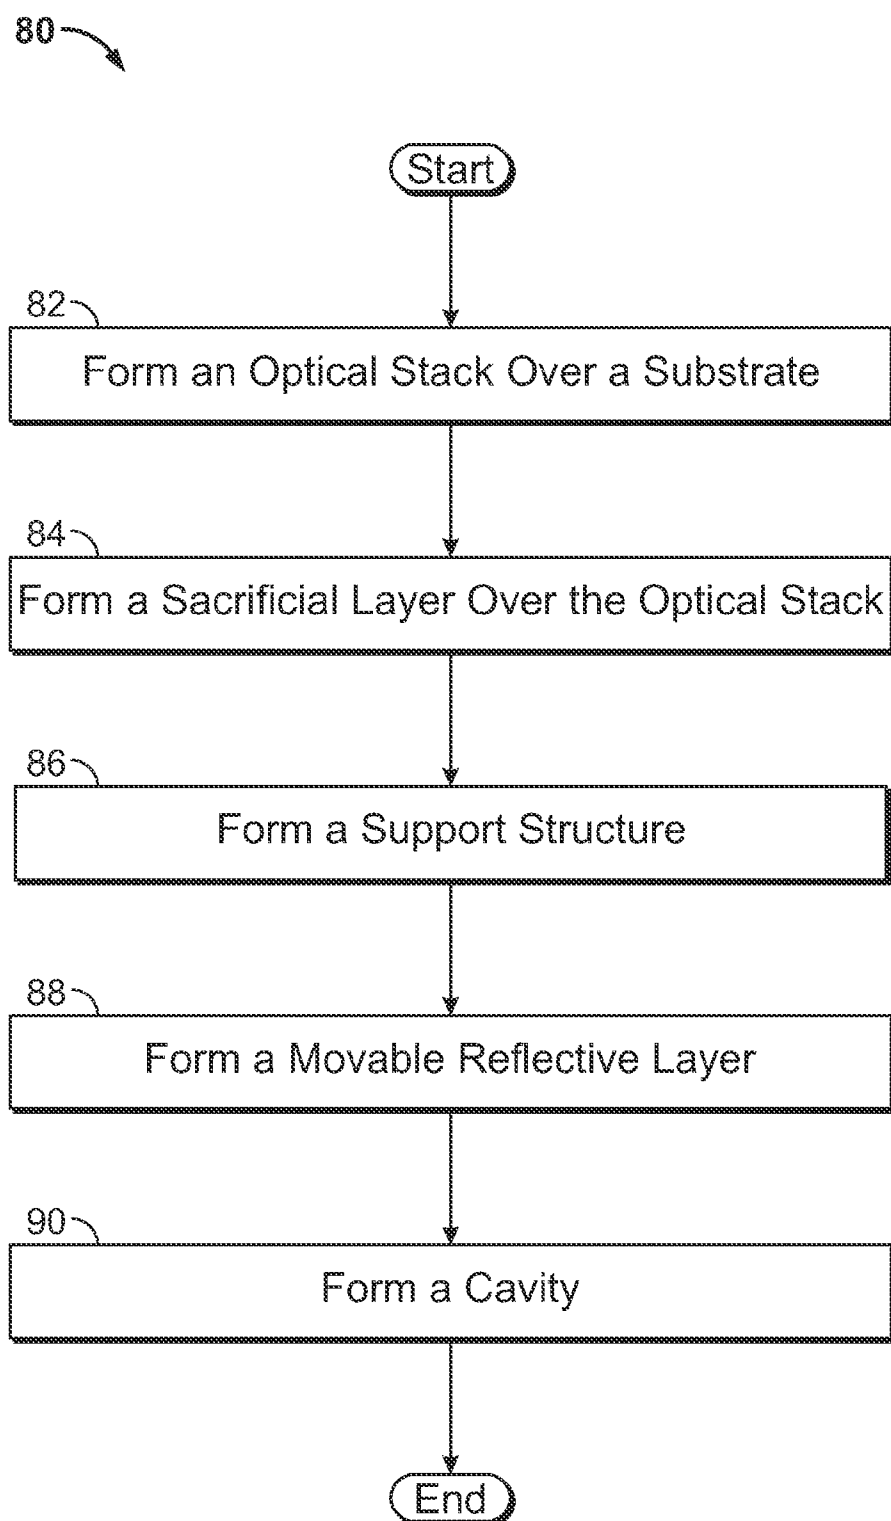 80
Start
82
Form an Optical Stack Over a Substrate
84
Form a Sacrificial Layer Over the Optical Stack
86
Form a Support Structure
88
Form a Movable Reflective Layer
90
Form a Cavity
End